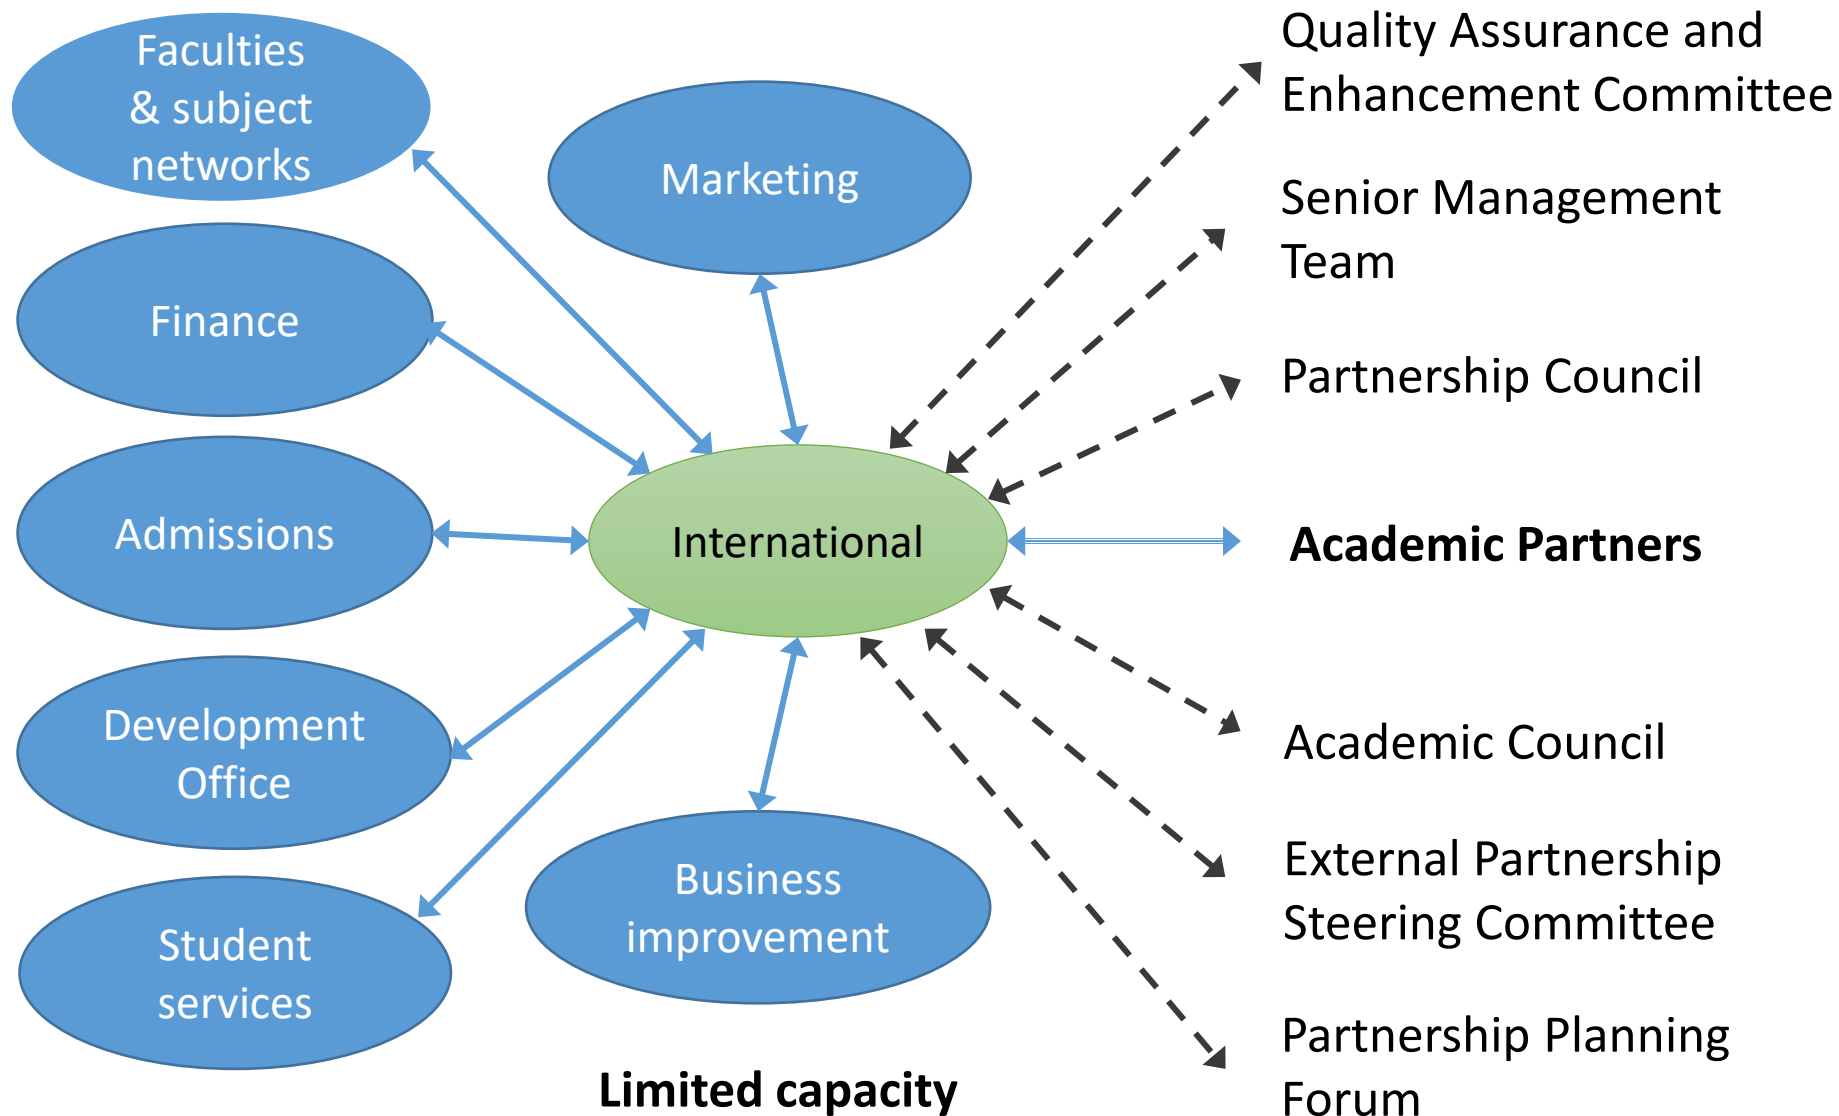 Faculties
& subject
networks
Marketing
Finance
Admissions
International
Development
Office
Student
services
Business
improvement
Limited capacity
Quality Assurance and
Enhancement Committee
Senior Management
Team
Partnership Council
Academic Partners
Academic Council
External Partnership
Steering Committee
Partnership Planning
Forum